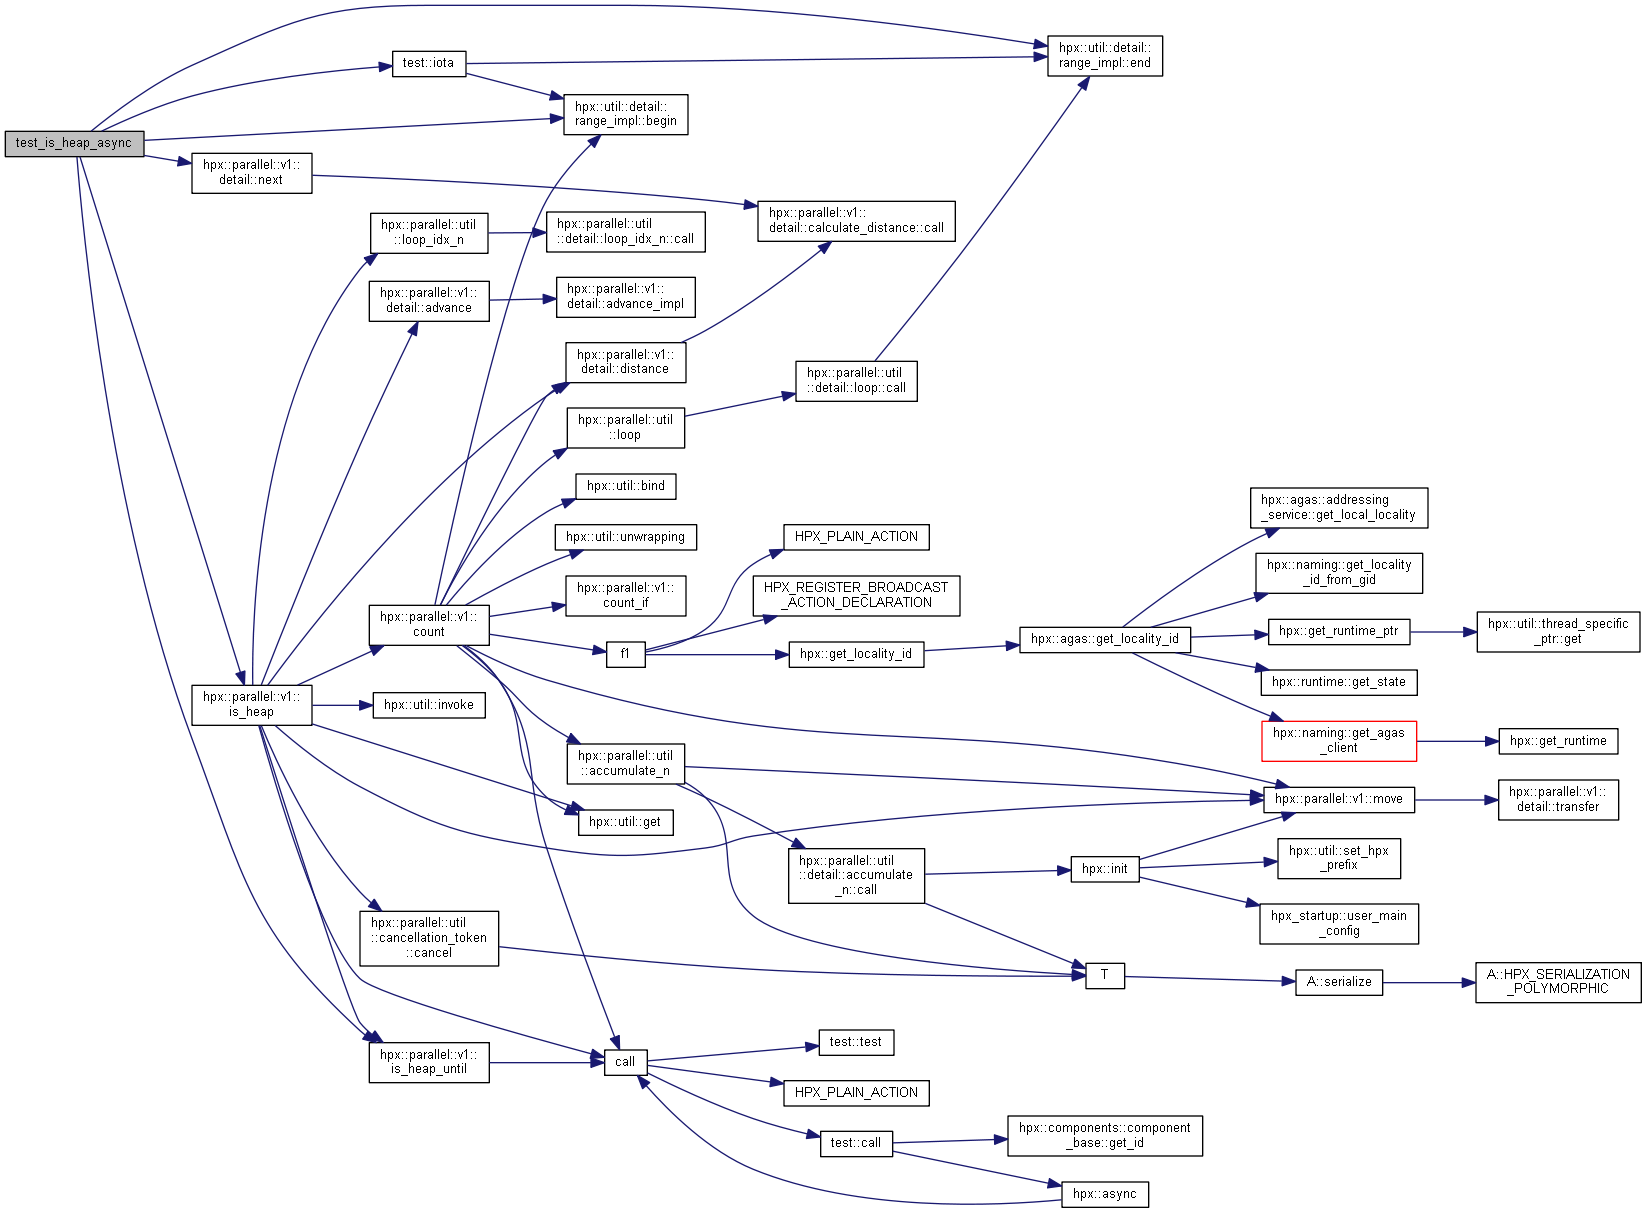 hpx::util::detail::
range_impl::end
test::iota
hpx::util::detail::
range_impl::begin
test_is_heap_async
hpx::parallel::v1::
detail::next
hpx::parallel::v1::
detail::calculate_distance::call
hpx::parallel::util
::loop_idx_n
hpx::parallel::util
::detail::loop_idx_n::call
hpx::parallel::v1::
detail::advance
hpx::parallel::v1::
detail::advance_impl
hpx::parallel::v1::
detail::distance
hpx::parallel::util
::detail::loop::call
hpx::parallel::util
::loop
hpx::util::bind
hpx::agas::addressing
_service::get_local_locality
hpx::util::unwrapping
HPX_PLAIN_ACTION
hpx::naming::get_locality
_id_from_gid
hpx::parallel::v1::
count_if
HPX_REGISTER_BROADCAST
_ACTION_DECLARATION
hpx::parallel::v1::
count
f1
hpx::get_locality_id
hpx::agas::get_locality_id
hpx::get_runtime_ptr
hpx::util::thread_specific
_ptr::get
hpx::runtime::get_state
hpx::parallel::v1::
is_heap
hpx::util::invoke
hpx::naming::get_agas
_client
hpx::get_runtime
hpx::parallel::util
::accumulate_n
hpx::parallel::v1::move
hpx::parallel::v1::
detail::transfer
hpx::util::get
hpx::parallel::util
::detail::accumulate
_n::call
hpx::init
hpx::util::set_hpx
_prefix
hpx_startup::user_main
_config
hpx::parallel::util
::cancellation_token
::cancel
T
A::serialize
A::HPX_SERIALIZATION
_POLYMORPHIC
hpx::parallel::v1::
is_heap_until
call
test::test
HPX_PLAIN_ACTION
test::call
hpx::components::component
_base::get_id
hpx::async